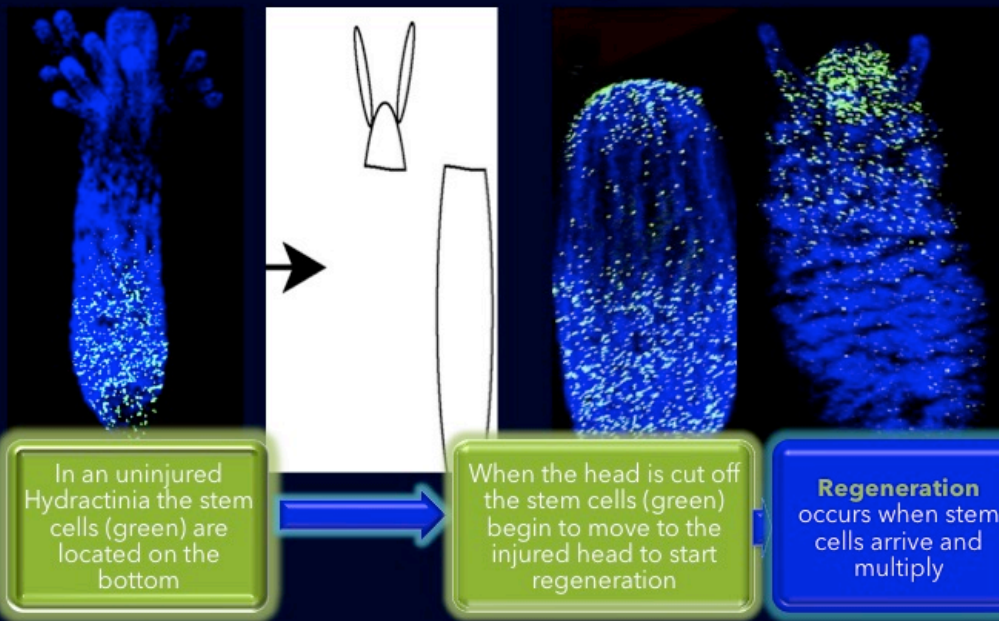 In an uninjured
Hydractinia the stem
cells (green) are
located on the
bottom
When the head is cut off
the stem cells (green)
begin to move to the
injured head to start
regeneration
Regeneration
occurs when stem
cells arrive and
multiply